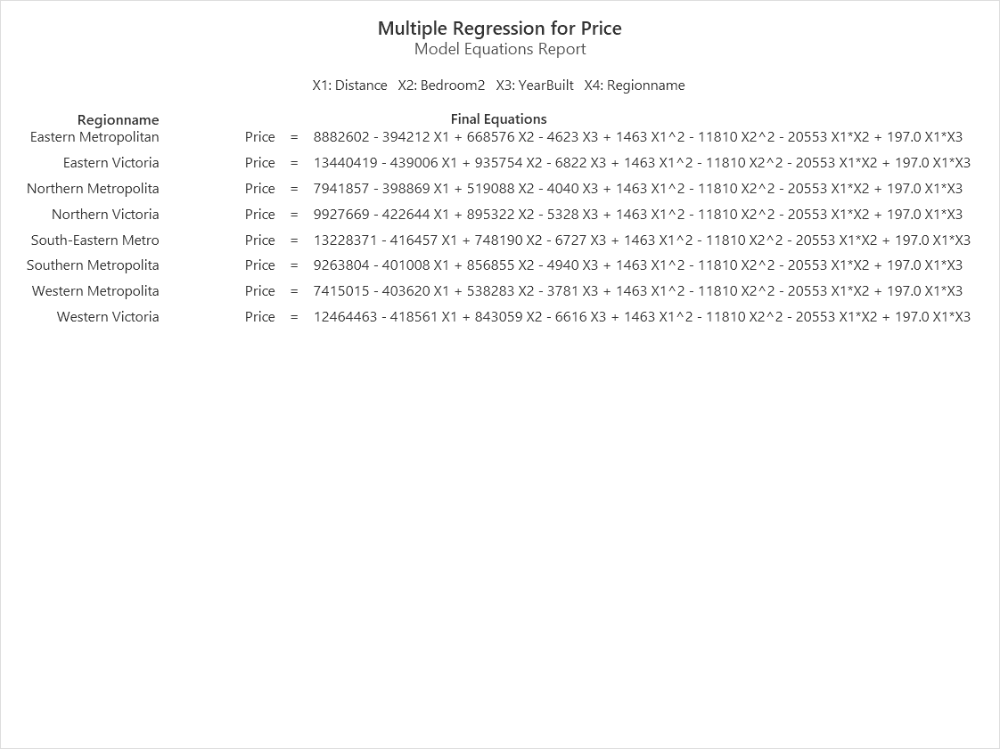 Multiple Regression for Price
Model Equations Report
X1: Distance X2: Bedroom2 X3: YearBuilt X4: Regionname
Regionname Final Equations
Eastern Metropolitan Price = 8882602 - 394212 X1 + 668576 X2 - 4623 X3 + 1463 X1^2 - 11810 X2^2 - 20553 X1*X2 + 197.0 X1*X3
Eastern Victoria Price = 13440419 - 439006 X1 + 935754 X2 - 6822 X3 + 1463 X1^2 - 11810 X2^2 - 20553 X1*X2 + 197.0 X1*X3
Northern Metropolita Price = 7941857 - 398869 X1 + 519088 X2 - 4040 X3 + 1463 X1^2 - 11810 X2^2 - 20553 X1*X2 + 197.0 X1*X3
Northern Victoria Price = 9927669 - 422644 X1 + 895322 X2 - 5328 X3 + 1463 X1^2 - 11810 X2^2 - 20553 X1*X2 + 197.0 X1*X3
South-Eastern Metro Price = 13228371 - 416457 X1 + 748190 X2 - 6727 X3 + 1463 X1^2 - 11810 X2^2 - 20553 X1*X2 + 197.0 X1*X3
Southern Metropolita Price = 9263804 - 401008 X1 + 856855 X2 - 4940 X3 + 1463 X1^2 - 11810 X2^2 - 20553 X1*X2 + 197.0 X1*X3
Western Metropolita Price = 7415015 - 403620 X1 + 538283 X2 - 3781 X3 + 1463 X1^2 - 11810 X2^2 - 20553 X1*X2 + 197.0 X1*X3
Western Victoria Price = 12464463 - 418561 X1 + 843059 X2 - 6616 X3 + 1463 X1^2 - 11810 X2^2 - 20553 X1*X2 + 197.0 X1*X3